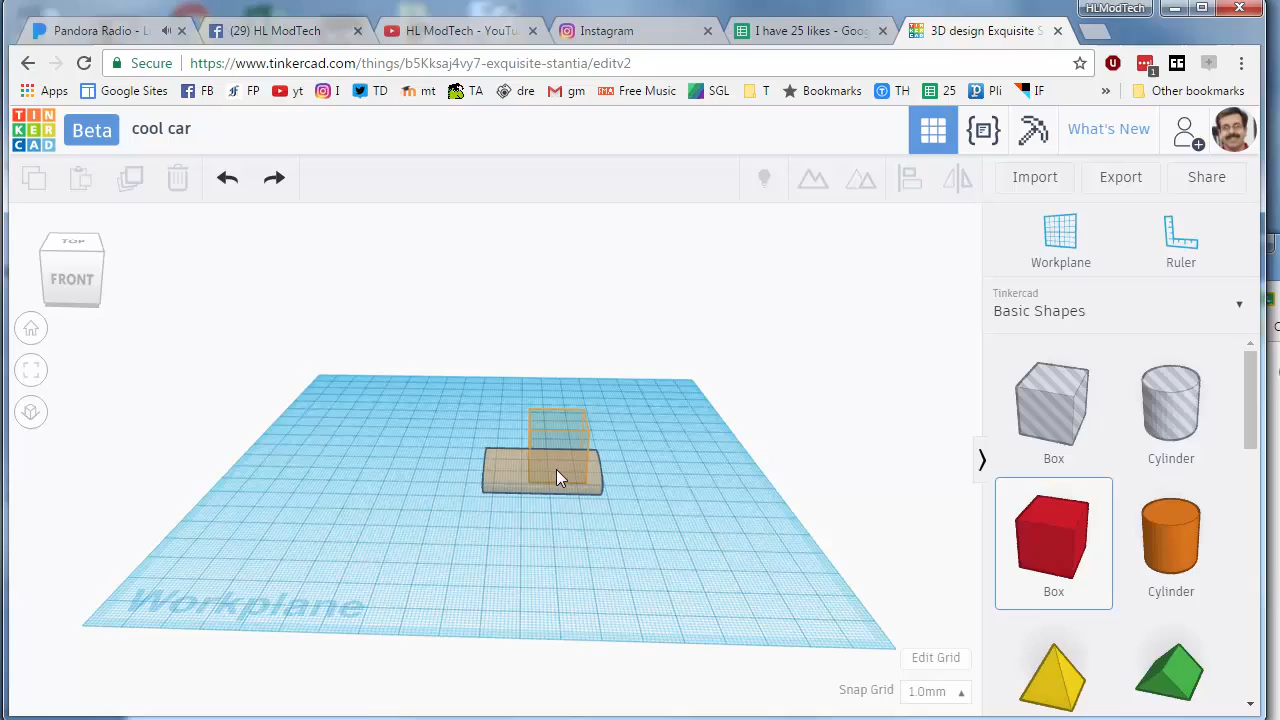 HLModTech
Pandora Radio - L
(29) HL ModTech
HL ModTech - YouTu
Instagram
I have 25 likes - Goog
3D design Exquisite S
Secure
https://www.tinkercad.com/things/b5Kksaj4vr7-exquisite-stantia/editv2
Apps
Google Sites
FB
FP
yt
I
TD
mt
TA
dre
gm
Free Music
SGL
T
Bookmarks
TH
25
Pli
IF
»
Other bookmarks
TIN
KER
CAD
Beta
cool car
What's New
Import
Export
Share
TOP
FRONT
Workplane
Ruler
Tinkercad
Basic Shapes
Box
Cylinder
Box
Cylinder
Workplane
Edit Grid
Snap Grid
1.0mm